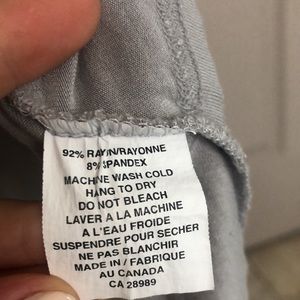 92% RAYON/RAYONNE
8% SPANDEX
MACHINE WASH COLD
HANG TO DRY
DO NOT BLEACH
LAVER A LA MACHINE
A L'EAU FROIDE
SUSPENDRE POUR SECHER
NE PAS BLANCHIR
MADE IN / FABRIQUE
AU CANADA
CA 28989